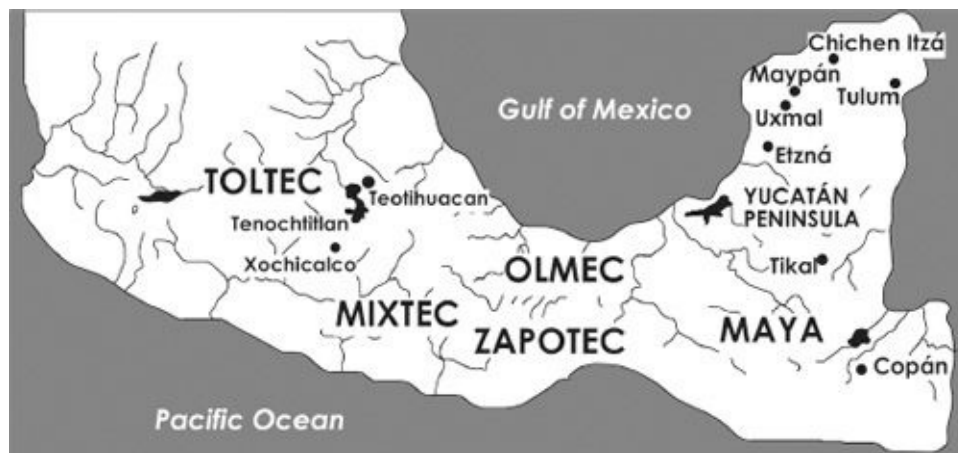 Chichen Itzá
Maypán
Tulum
Gulf of Mexico
Uxmal
Etzná
TOLTEC
Teotihuacan
YUCATÁN
PENINSULA
Tenochtitlan
Xochicalco
OLMEC
Tikal
MIXTEC
MAYA
ZAPOTEC
Copán
Pacific Ocean